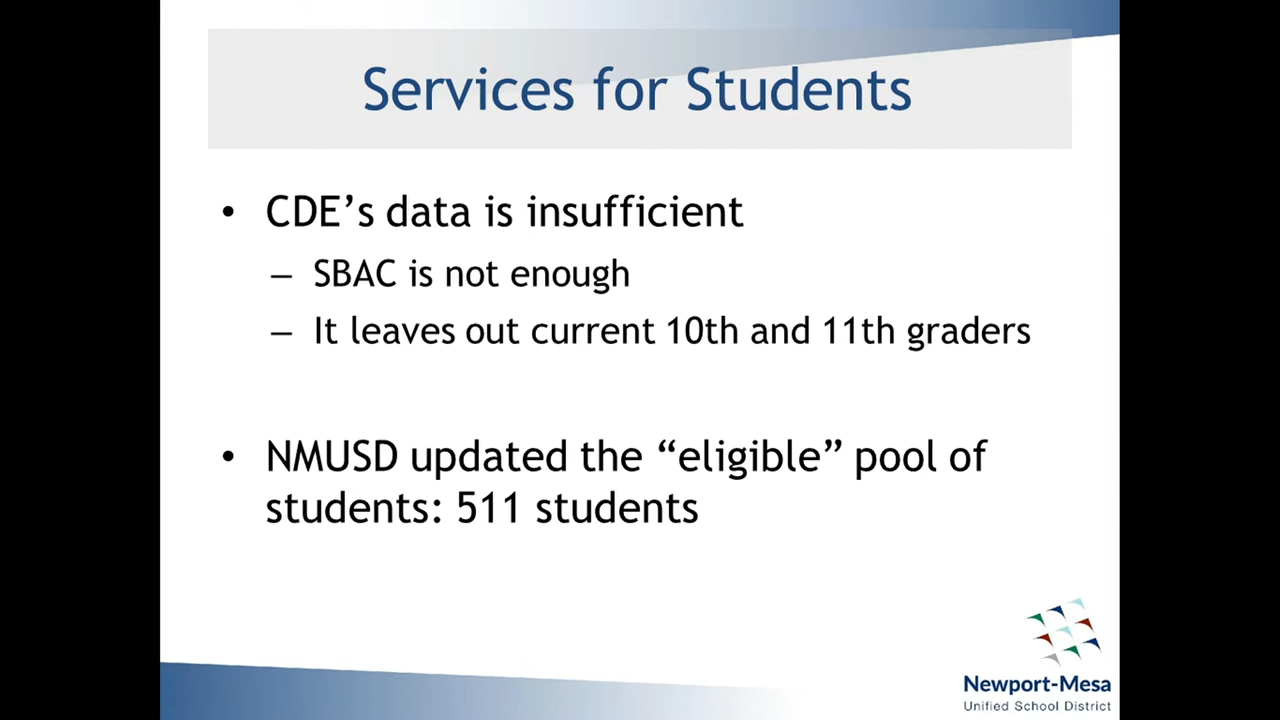 Services for Students
• CDE’s data is insufficient
– SBAC is not enough
– It leaves out current 10th and 11th graders
• NMUSD updated the “eligible” pool of
students: 511 students
Newport-Mesa
Unified School District